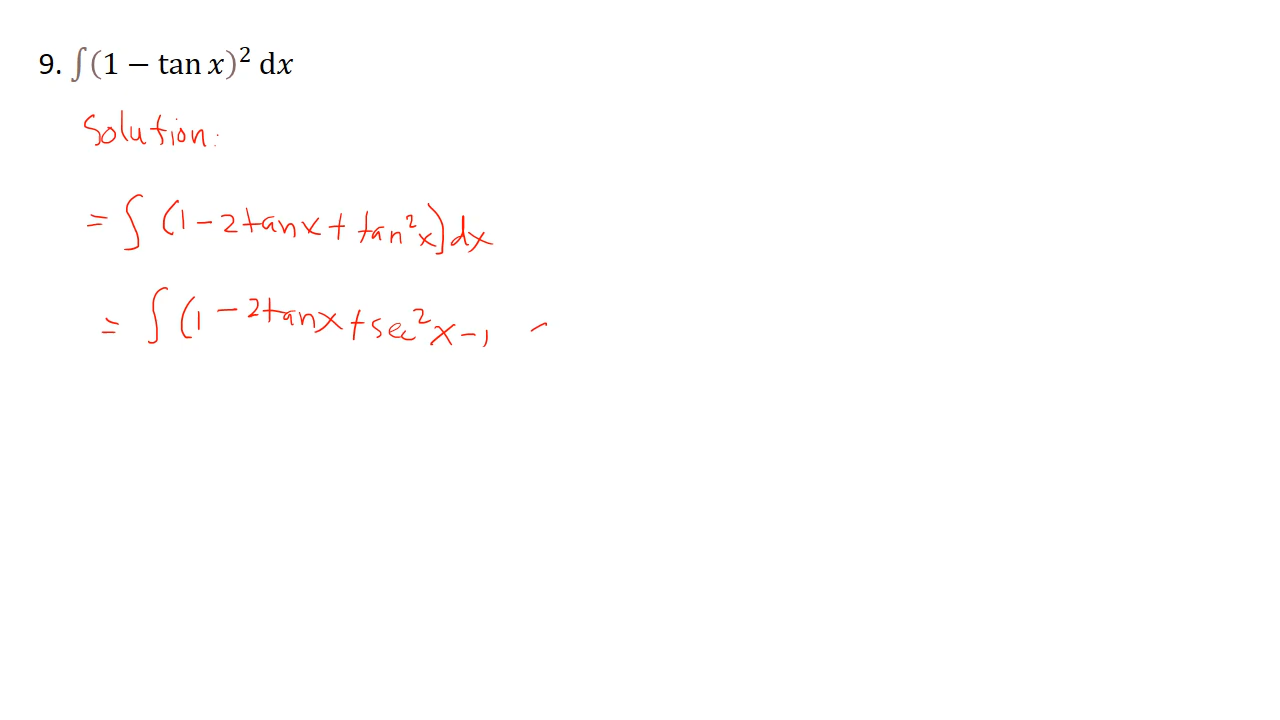 9. ∫(1 − tan x)² dx
Solution:
= ∫ (1 - 2tanx + tan²x)dx
= ∫ (1 - 2tanx + sec²x - 1